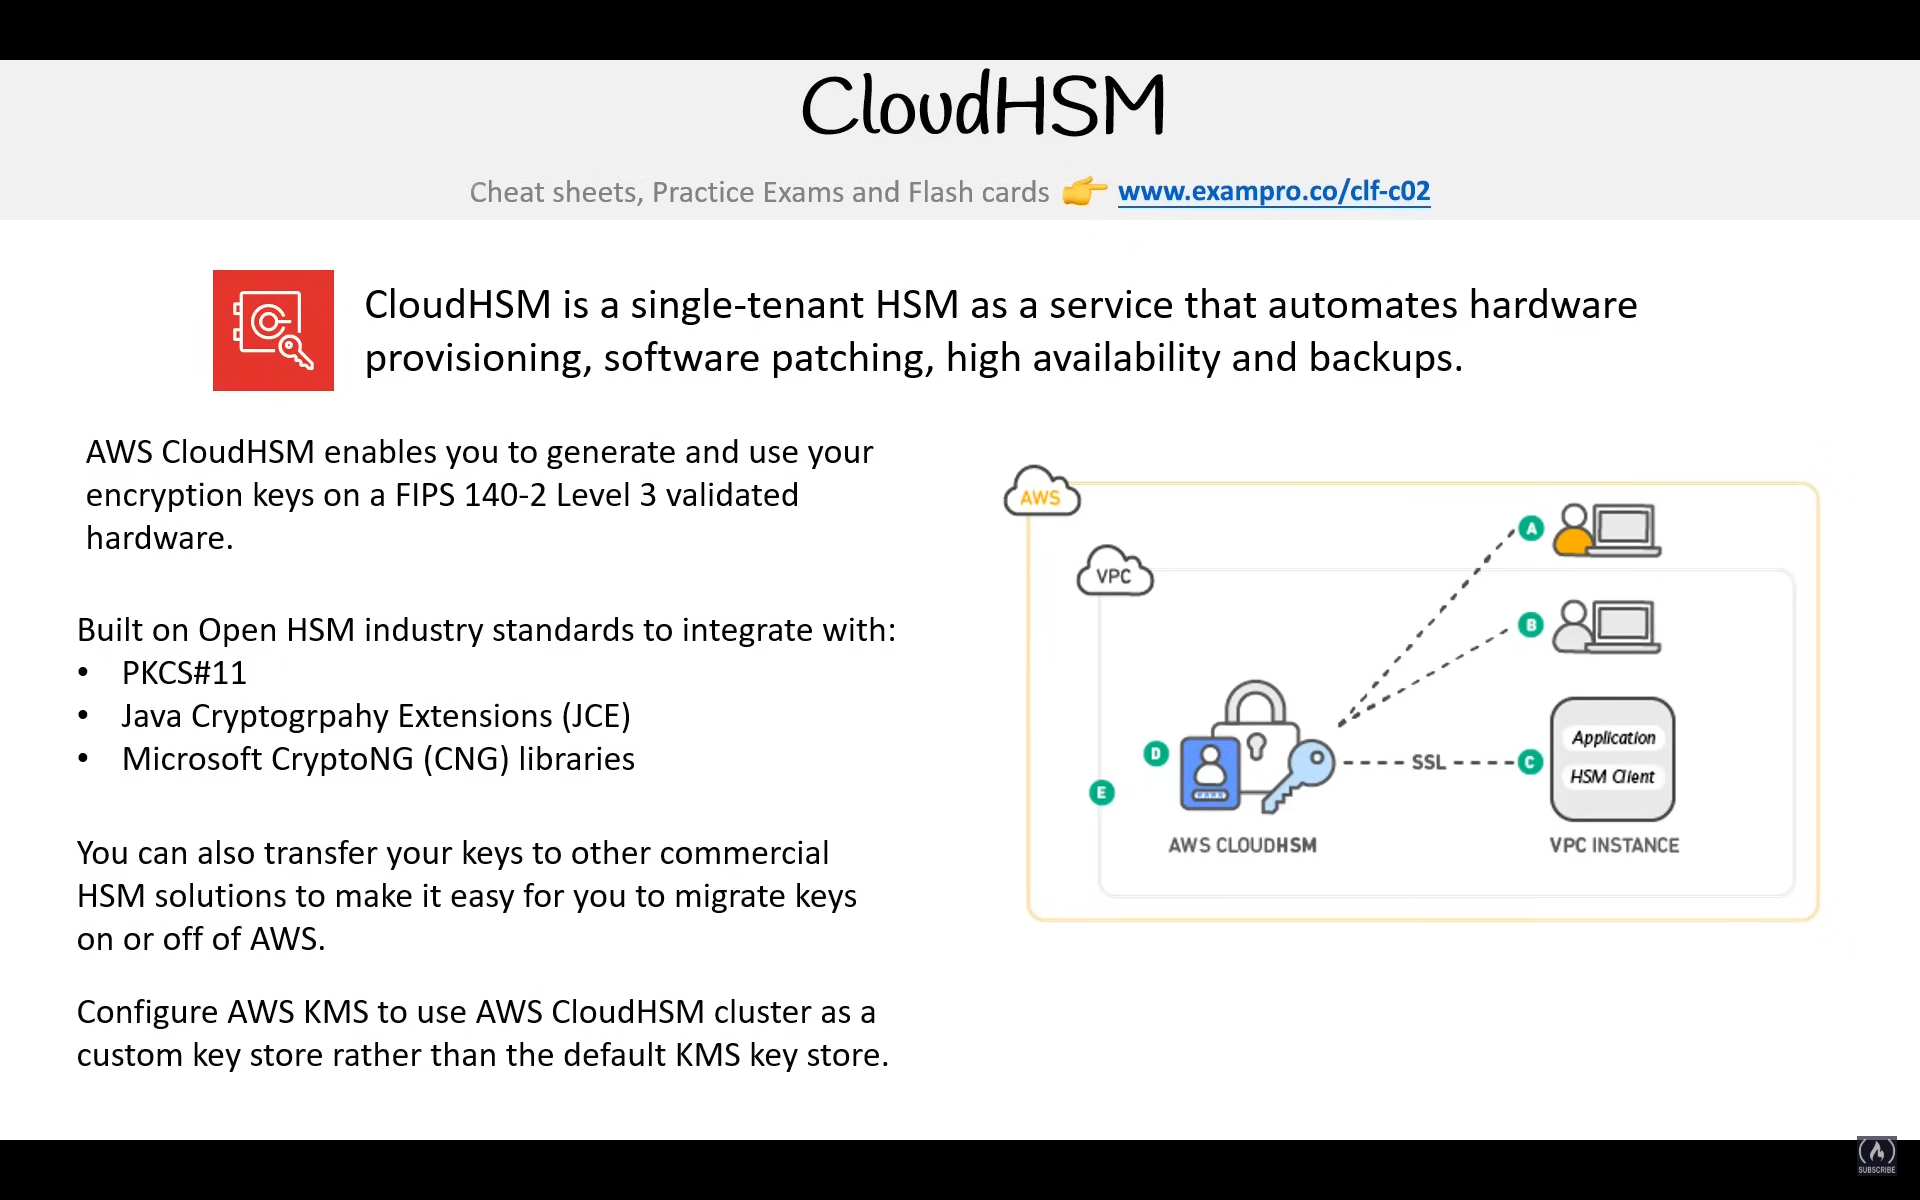 CloudHSM
Cheat sheets, Practice Exams and Flash cards 👉 www.exampro.co/clf-c02
CloudHSM is a single-tenant HSM as a service that automates hardware
provisioning, software patching, high availability and backups.
AWS CloudHSM enables you to generate and use your
encryption keys on a FIPS 140-2 Level 3 validated
hardware.
Built on Open HSM industry standards to integrate with:
• PKCS#11
• Java Cryptogrpahy Extensions (JCE)
• Microsoft CryptoNG (CNG) libraries
You can also transfer your keys to other commercial
HSM solutions to make it easy for you to migrate keys
on or off of AWS.
Configure AWS KMS to use AWS CloudHSM cluster as a
custom key store rather than the default KMS key store.
AWS
VPC
A
B
Application
HSM Client
SSL
C
D
E
AWS CLOUDHSM
VPC INSTANCE
SUBSCRIBE